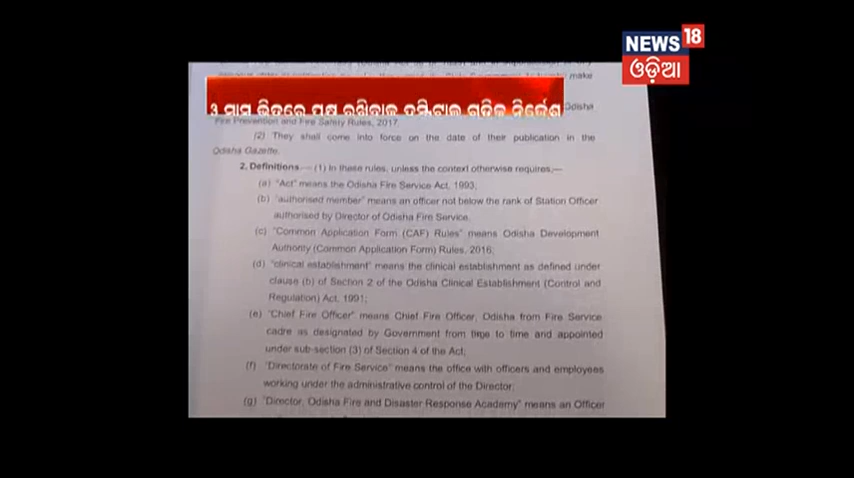 NEWS 18
ଓଡ଼ିଆ
make
Odisha
Fire Prevention and Fire Safety Rules, 2017.
(2) They shall come into force on the date of their publication in the
Odisha Gazette.
2. Definitions.— (1) In these rules, unless the context otherwise requires,—
(a) "Act" means the Odisha Fire Service Act, 1993;
(b) "authorised member" means an officer not below the rank of Station Officer
authorised by Director of Odisha Fire Service.
(c) "Common Application Form (CAF) Rules" means Odisha Development
Authority (Common Application Form) Rules, 2016;
(d) "clinical establishment" means the clinical establishment as defined under
clause (b) of Section 2 of the Odisha Clinical Establishment (Control and
Regulation) Act, 1991;
(e) "Chief Fire Officer" means Chief Fire Officer, Odisha from Fire Service
cadre as designated by Government from time to time and appointed
under sub-section (3) of Section 4 of the Act;
(f) "Directorate of Fire Service" means the office with officers and employees
working under the administrative control of the Director;
(g) "Director, Odisha Fire and Disaster Response Academy" means an Officer